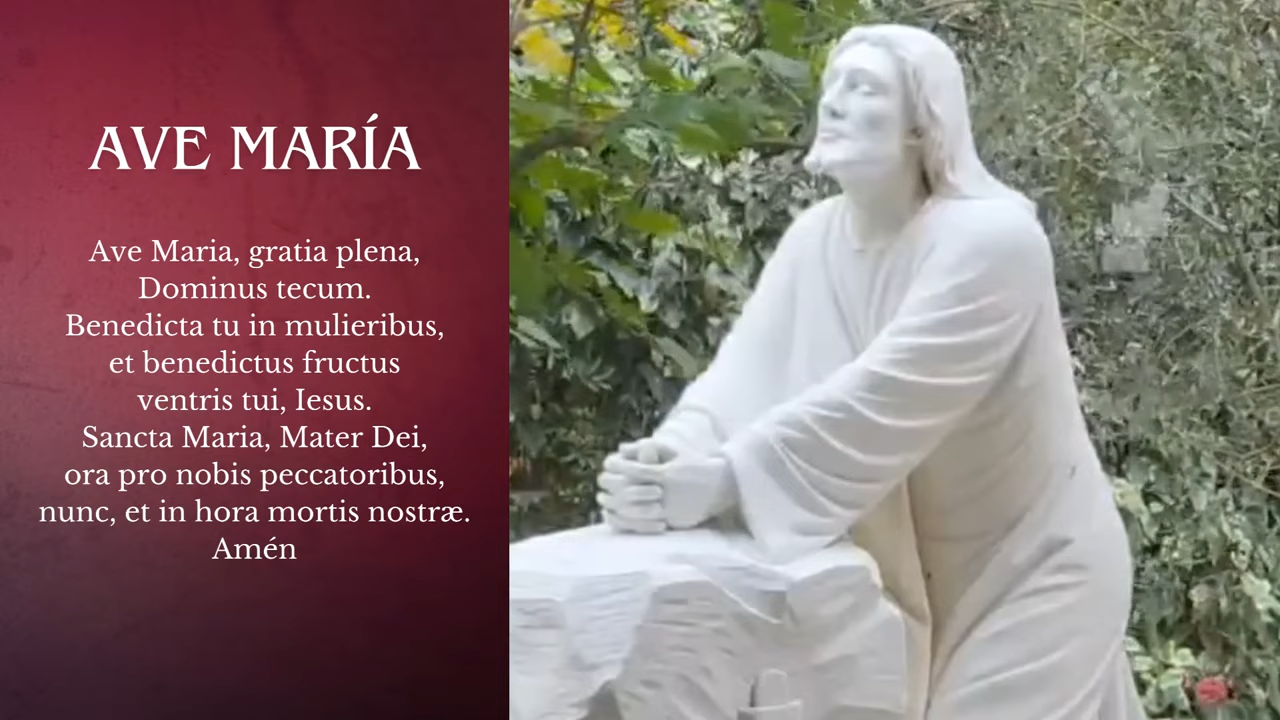 AVE MARÍA
Ave Maria, gratia plena,
Dominus tecum.
Benedicta tu in mulieribus,
et benedictus fructus
ventris tui, Iesus.
Sancta Maria, Mater Dei,
ora pro nobis peccatoribus,
nunc, et in hora mortis nostræ.
Amén